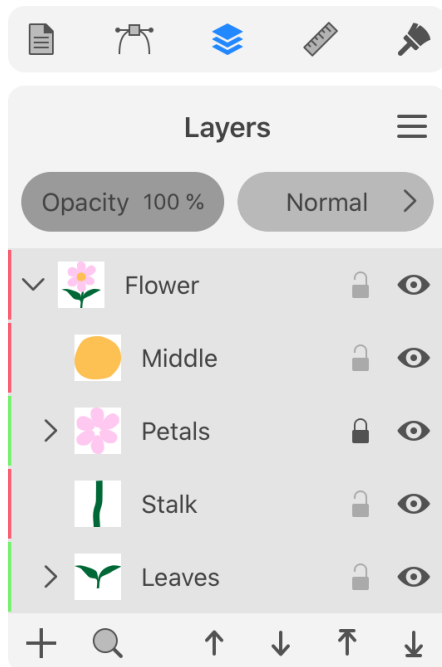 Layers
Opacity 100 % Normal
Flower
Middle
Petals
Stalk
Leaves